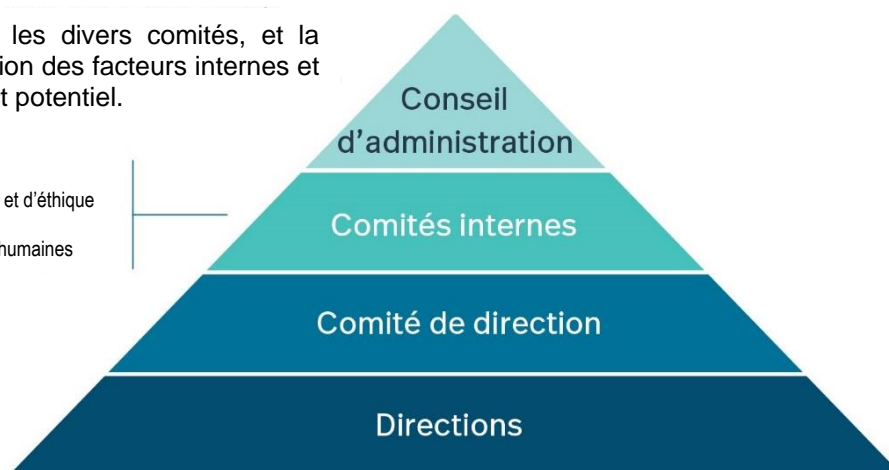 les divers comités, et la
tion des facteurs internes et
t potentiel.
et d’éthique
humaines
Conseil
d’administration
Comités internes
Comité de direction
Directions